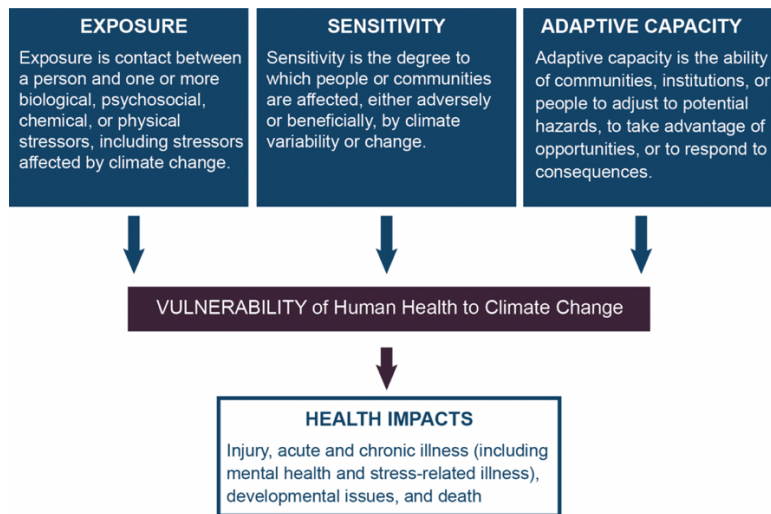 EXPOSURE
Exposure is contact between
a person and one or more
biological, psychosocial,
chemical, or physical
stressors, including stressors
affected by climate change.
SENSITIVITY
Sensitivity is the degree to
which people or communities
are affected, either adversely
or beneficially, by climate
variability or change.
ADAPTIVE CAPACITY
Adaptive capacity is the ability
of communities, institutions, or
people to adjust to potential
hazards, to take advantage of
opportunities, or to respond to
consequences.
VULNERABILITY of Human Health to Climate Change
HEALTH IMPACTS
Injury, acute and chronic illness (including
mental health and stress-related illness),
developmental issues, and death